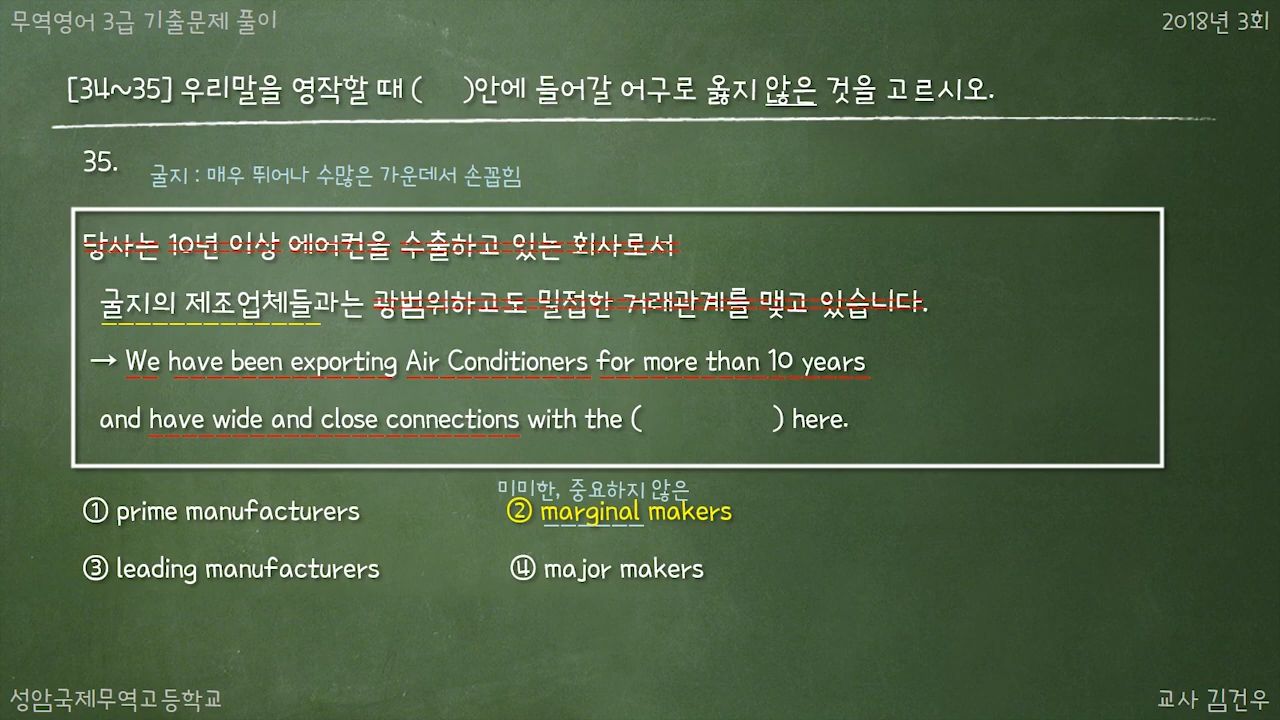 무역영어 3급 기출문제 풀이
2018년 3회
[34~35] 우리말을 영작할 때 ( )안에 들어갈 어구로 옳지 않은 것을 고르시오.
35.
굴지 : 매우 뛰어나 수많은 가운데서 손꼽힘
당사는 10년 이상 에어컨을 수출하고 있는 회사로서
굴지의 제조업체들과는 광범위하고도 밀접한 거래관계를 맺고 있습니다.
→ We have been exporting Air Conditioners for more than 10 years
and have wide and close connections with the ( ) here.
미미한, 중요하지 않은
① prime manufacturers ② marginal makers
③ leading manufacturers ④ major makers
성암국제무역고등학교
교사 김건우